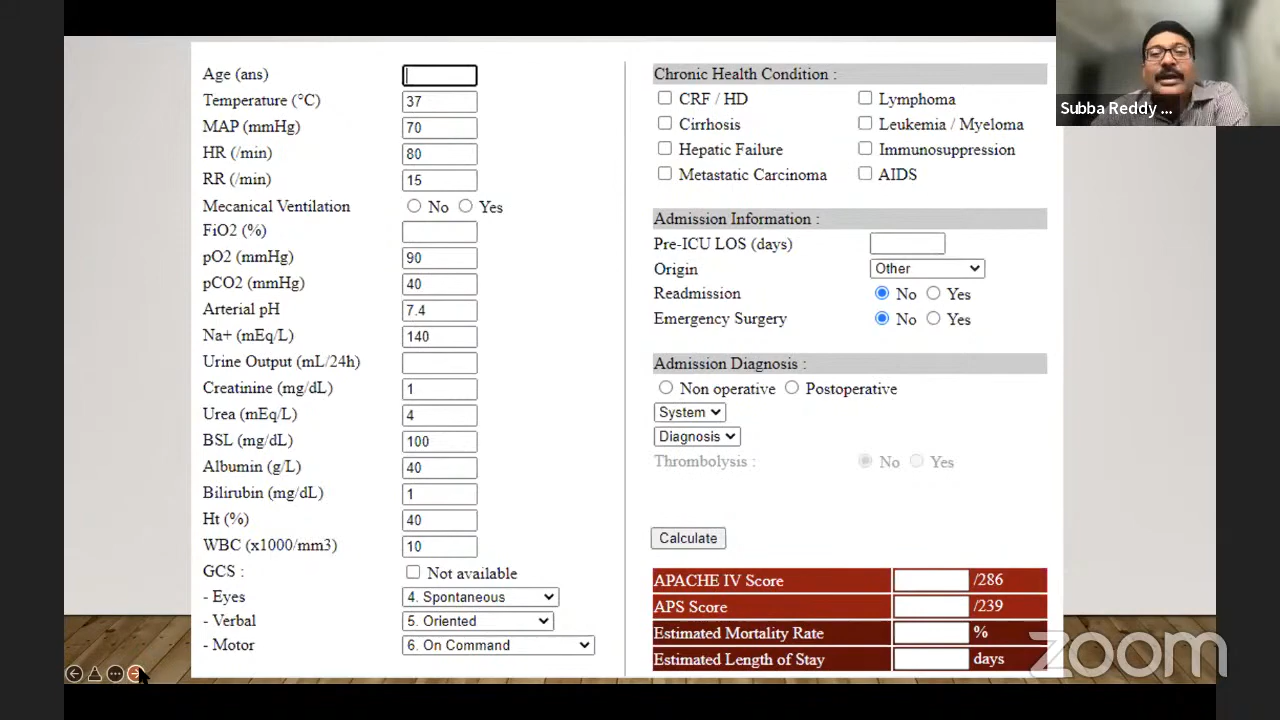 Age (ans)
Temperature (°C) 37
MAP (mmHg) 70
HR (/min) 80
RR (/min) 15
Mecanical Ventilation No Yes
FiO2 (%)
pO2 (mmHg) 90
pCO2 (mmHg) 40
Arterial pH 7.4
Na+ (mEq/L) 140
Urine Output (mL/24h)
Creatinine (mg/dL) 1
Urea (mEq/L) 4
BSL (mg/dL) 100
Albumin (g/L) 40
Bilirubin (mg/dL) 1
Ht (%) 40
WBC (x1000/mm3) 10
GCS : Not available
- Eyes 4. Spontaneous
- Verbal 5. Oriented
- Motor 6. On Command
Chronic Health Condition :
CRF / HD Lymphoma
Cirrhosis Leukemia / Myeloma
Hepatic Failure Immunosuppression
Metastatic Carcinoma AIDS
Admission Information :
Pre-ICU LOS (days)
Origin Other
Readmission No Yes
Emergency Surgery No Yes
Admission Diagnosis :
Non operative Postoperative
System
Diagnosis
Thrombolysis : No Yes
Calculate
APACHE IV Score /286
APS Score /239
Estimated Mortality Rate %
Estimated Length of Stay days
Subba Reddy ...
zoom